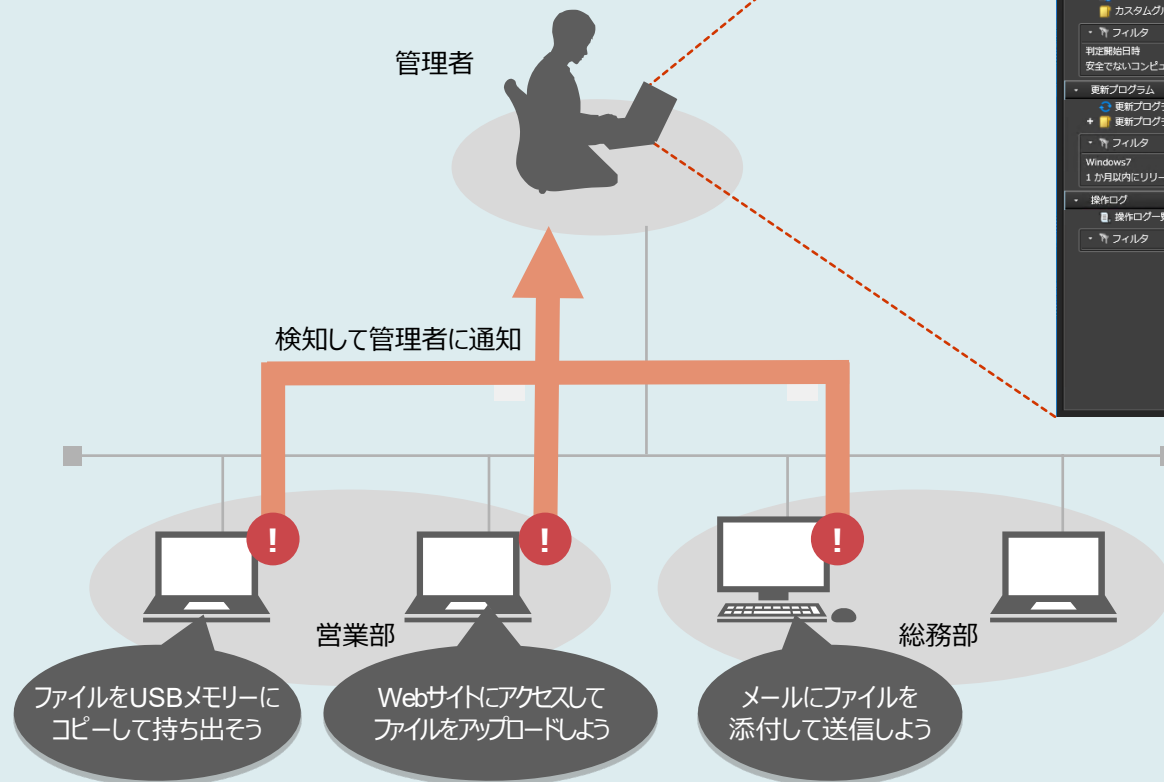 管理者
検知して管理者に通知
!
!
!
営業部
総務部
ファイルをUSBメモリーに
コピーして持ち出そう
Webサイトにアクセスして
ファイルをアップロードしよう
メールにファイルを
添付して送信しよう
フィルタ
判定開始日時
安全でないコンピュ
更新プログラム
更新プログラ
+ 更新プログラ
フィルタ
Windows7
1 か月以内にリリー
操作ログ
操作ログ一覧
フィルタ